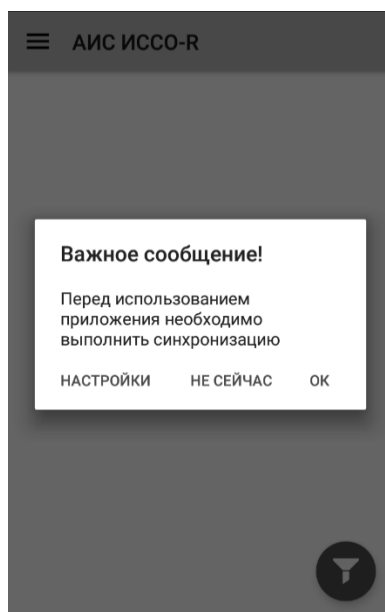 АИС ИССО-R
Важное сообщение!
Перед использованием
приложения необходимо
выполнить синхронизацию
НАСТРОЙКИ НЕ СЕЙЧАС ОК